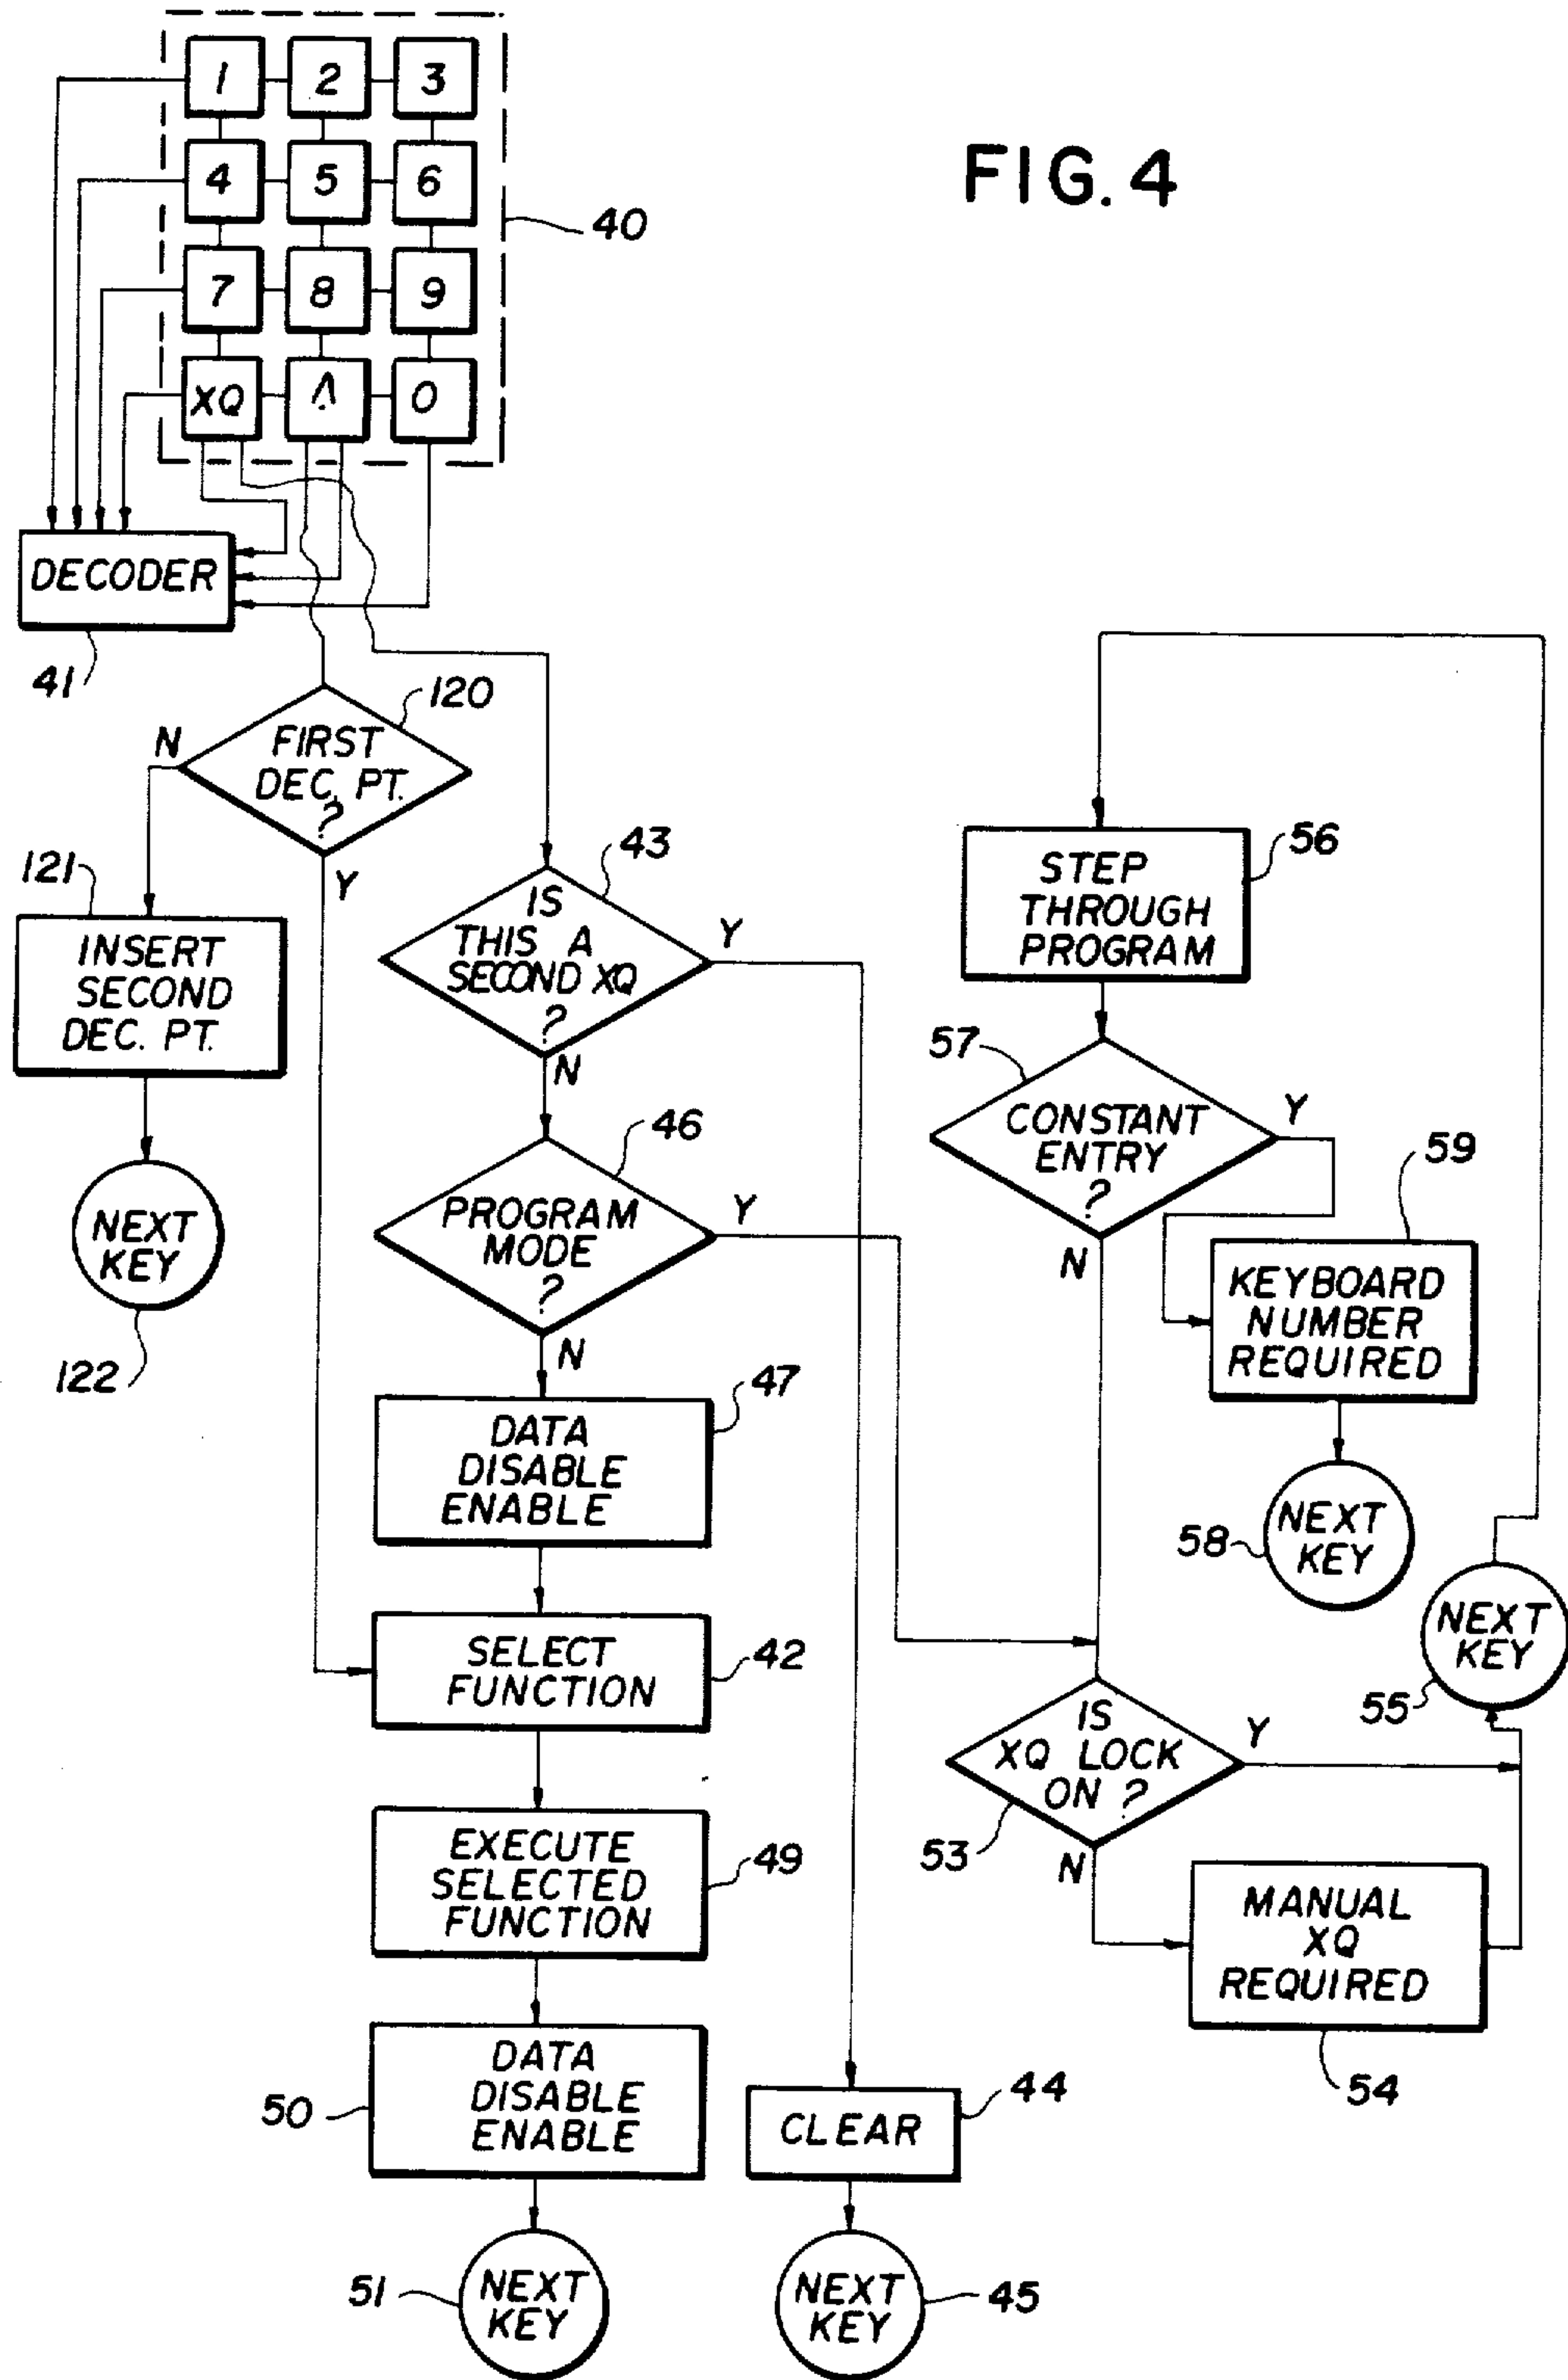 FIG. 4
1 2 3
4 5 6
40
7 8 9
XQ . 0
DECODER
41
120
FIRST
DEC. PT.
?
N
Y
121
INSERT
SECOND
DEC. PT.
NEXT
KEY
122
43
IS
THIS A
SECOND XQ
?
Y
N
46
PROGRAM
MODE
?
Y
N
47
DATA
DISABLE
ENABLE
SELECT
FUNCTION
42
EXECUTE
SELECTED
FUNCTION
49
DATA
DISABLE
ENABLE
50
NEXT
KEY
51
44
CLEAR
NEXT
KEY
45
56
STEP
THROUGH
PROGRAM
57
CONSTANT
ENTRY
?
Y
N
59
KEYBOARD
NUMBER
REQUIRED
NEXT
KEY
58
NEXT
KEY
55
IS
XQ LOCK
ON ?
Y
53
N
MANUAL
XQ
REQUIRED
54